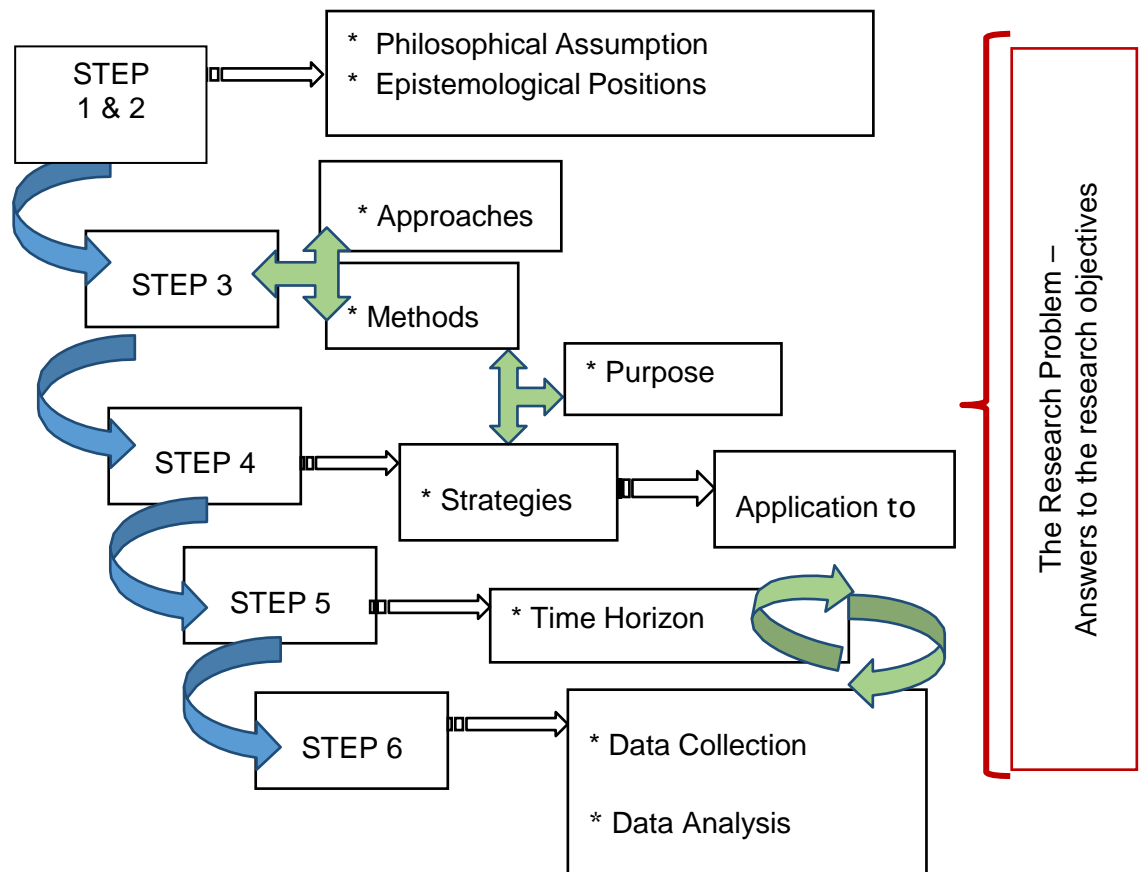 STEP
1 & 2
* Philosophical Assumption
* Epistemological Positions
* Approaches
STEP 3
* Methods
* Purpose
STEP 4
* Strategies
Application to
STEP 5
* Time Horizon
STEP 6
* Data Collection
* Data Analysis
The Research Problem –
Answers to the research objectives